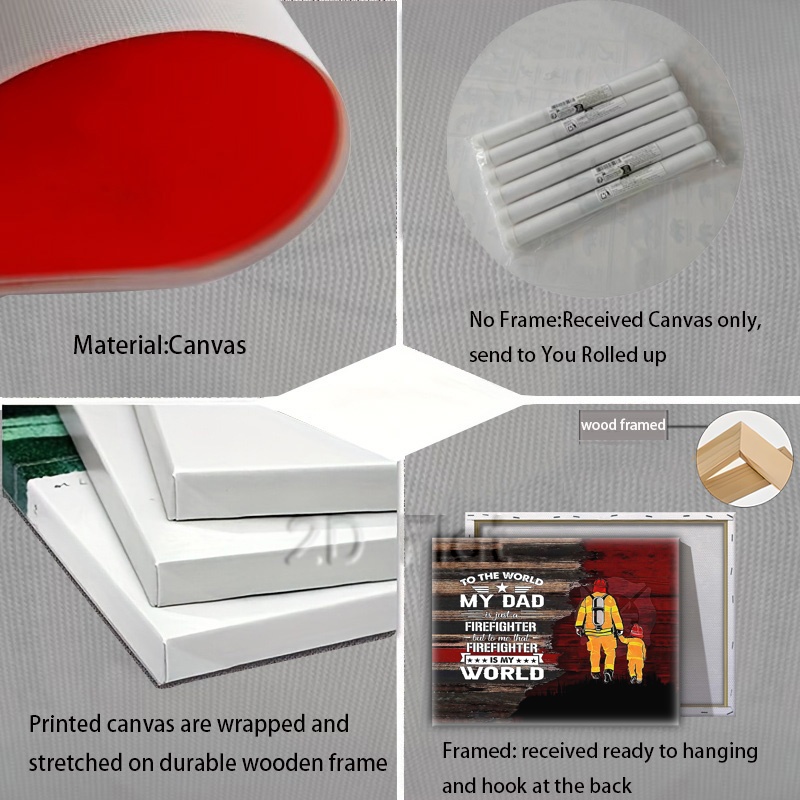 Material:Canvas
No Frame:Received Canvas only,
send to You Rolled up
Printed canvas are wrapped and
stretched on durable wooden frame
wood framed
TO THE WORLD
MY DAD
is just a
FIREFIGHTER
but to me that
FIREFIGHTER
IS MY
WORLD
Framed: received ready to hanging
and hook at the back